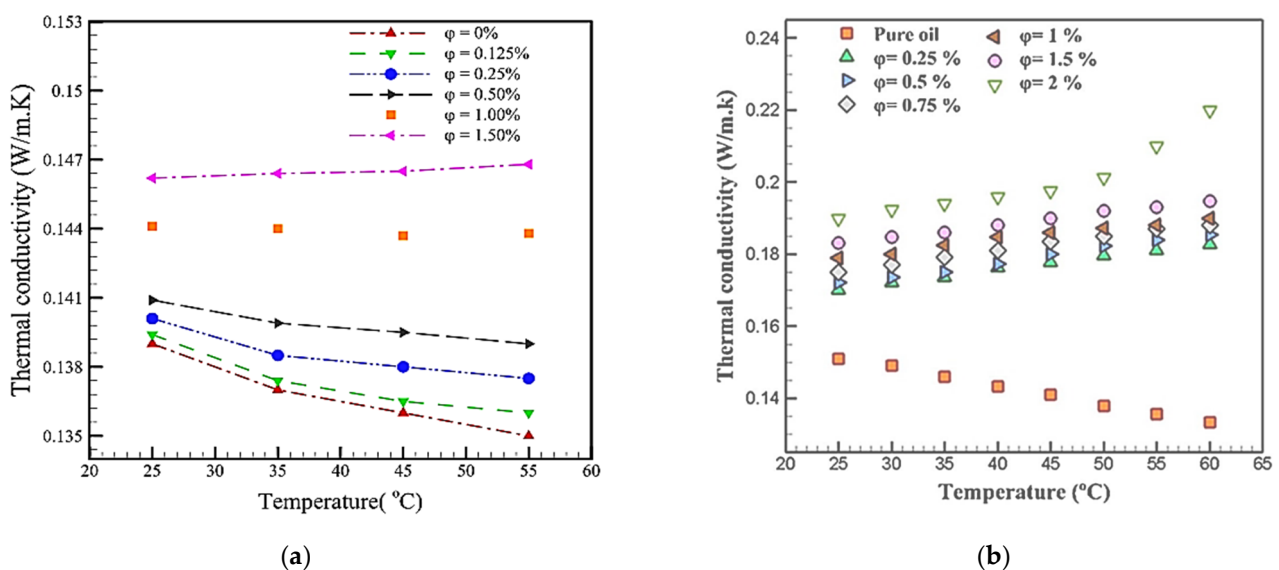 0.153
0.15
0.147
0.144
0.141
0.138
0.135
Thermal conductivity (W/m.K)
φ = 0%
φ = 0.125%
φ = 0.25%
φ = 0.50%
φ = 1.00%
φ = 1.50%
20 25 30 35 40 45 50 55 60
Temperature( °C)
(a)
0.24
0.22
0.2
0.18
0.16
0.14
Thermal conductivity (W/m.k)
Pure oil
φ= 0.25 %
φ= 0.5 %
φ= 0.75 %
φ= 1 %
φ= 1.5 %
φ= 2 %
20 25 30 35 40 45 50 55 60 65
Temperature (°C)
(b)